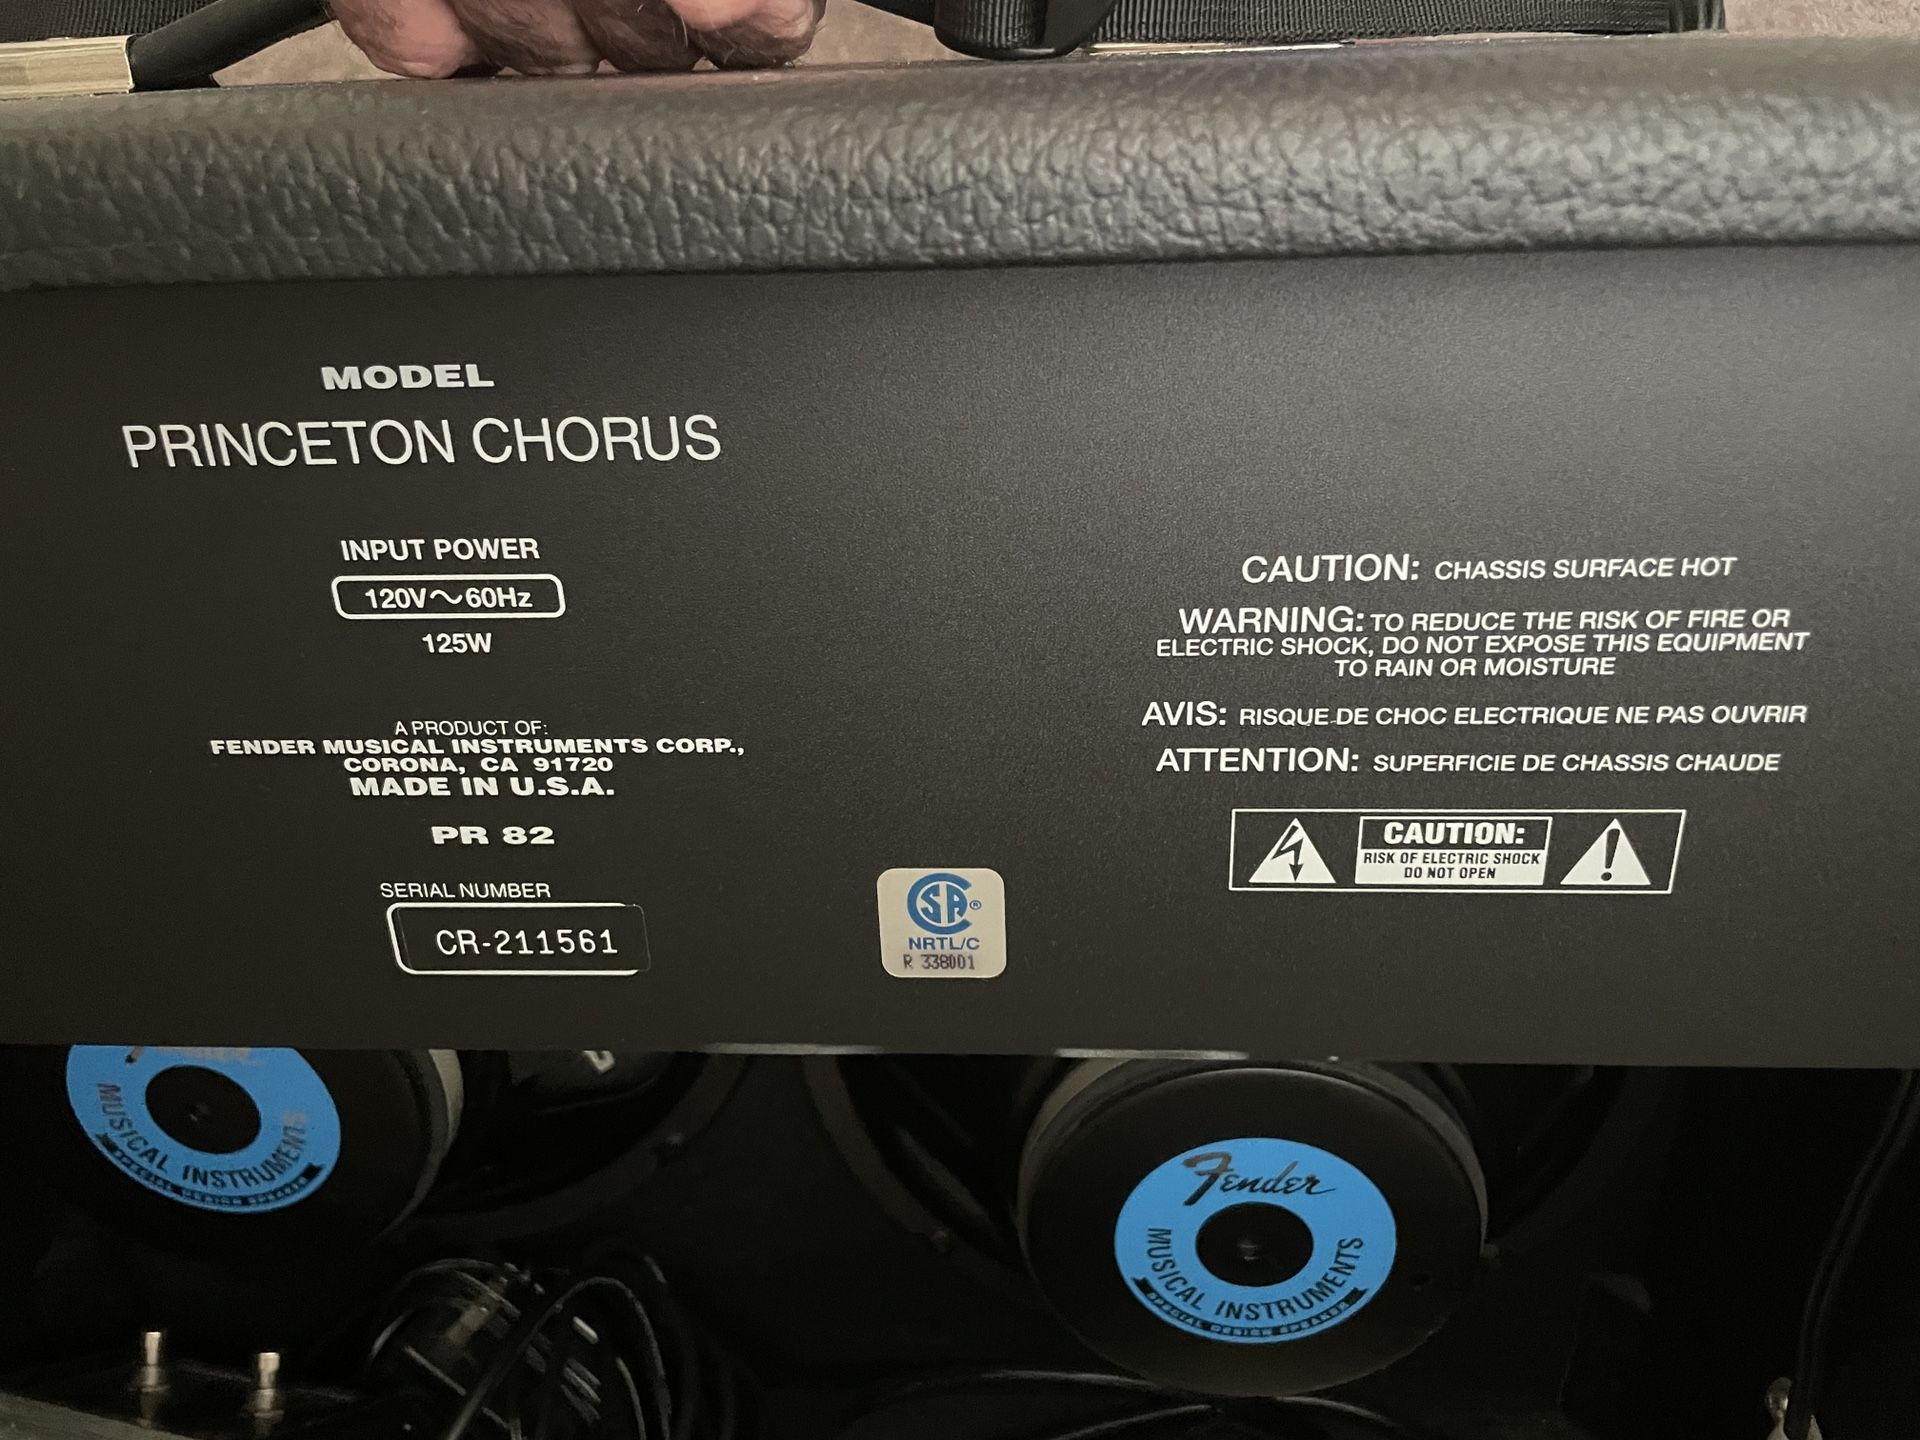 MODEL
PRINCETON CHORUS
INPUT POWER
120V～60Hz
125W
A PRODUCT OF:
FENDER MUSICAL INSTRUMENTS CORP.,
CORONA, CA 91720
MADE IN U.S.A.
PR 82
SERIAL NUMBER
CR-211561
CSA®
NRTL/C
R 338001
CAUTION: CHASSIS SURFACE HOT
WARNING: TO REDUCE THE RISK OF FIRE OR
ELECTRIC SHOCK, DO NOT EXPOSE THIS EQUIPMENT
TO RAIN OR MOISTURE
AVIS: RISQUE DE CHOC ELECTRIQUE NE PAS OUVRIR
ATTENTION: SUPERFICIE DE CHASSIS CHAUDE
CAUTION:
RISK OF ELECTRIC SHOCK
DO NOT OPEN
MUSICAL INSTRUMENTS
SPECIAL DESIGN SPEAKER
Fender
MUSICAL INSTRUMENTS
SPECIAL DESIGN SPEAKER